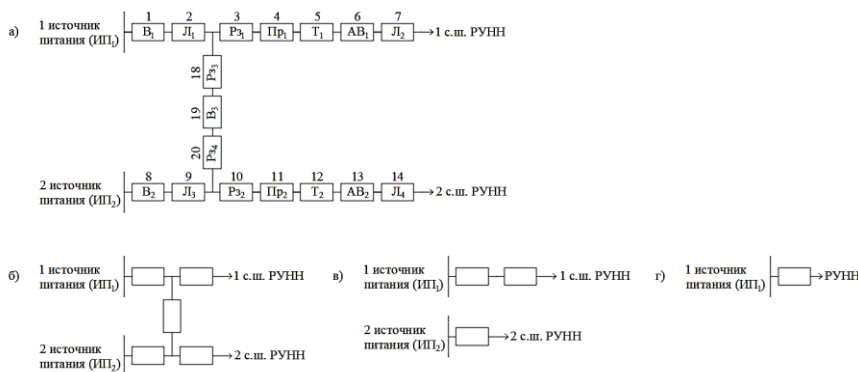 а)
1 источник
питания (ИП₁)
1 2 3 4 5 6 7
В₁ Л₁ Рз₁ Пр₁ Т₁ АВ₁ Л₂
1 с.ш. РУНН
18 Рз₃
19 В₃
20 Рз₄
2 источник
питания (ИП₂)
8 9 10 11 12 13 14
В₂ Л₃ Рз₂ Пр₂ Т₂ АВ₂ Л₄
2 с.ш. РУНН
б)
1 источник
питания (ИП₁)
1 с.ш. РУНН
2 источник
питания (ИП₂)
2 с.ш. РУНН
в)
1 источник
питания (ИП₁)
1 с.ш. РУНН
2 источник
питания (ИП₂)
2 с.ш. РУНН
г)
1 источник
питания (ИП₁)
РУНН